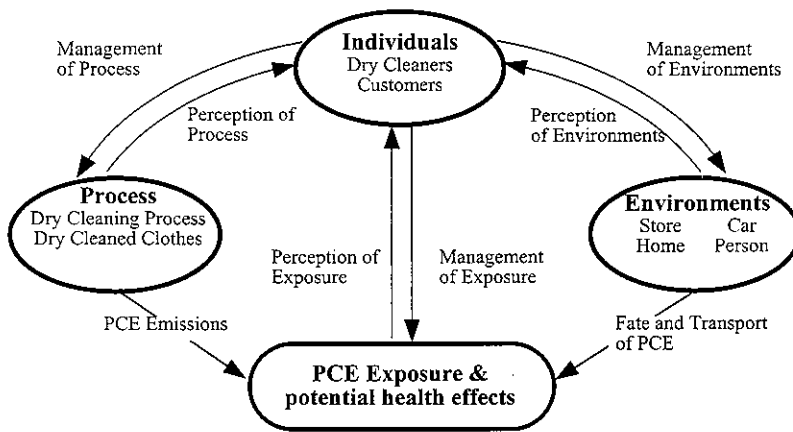 Management
of Process
Individuals
Dry Cleaners
Customers
Management
of Environments
Perception of
Process
Perception
of Environments
Process
Dry Cleaning Process
Dry Cleaned Clothes
Environments
Store Car
Home Person
Perception of
Exposure
Management
of Exposure
PCE Emissions
Fate and Transport
of PCE
PCE Exposure &
potential health effects